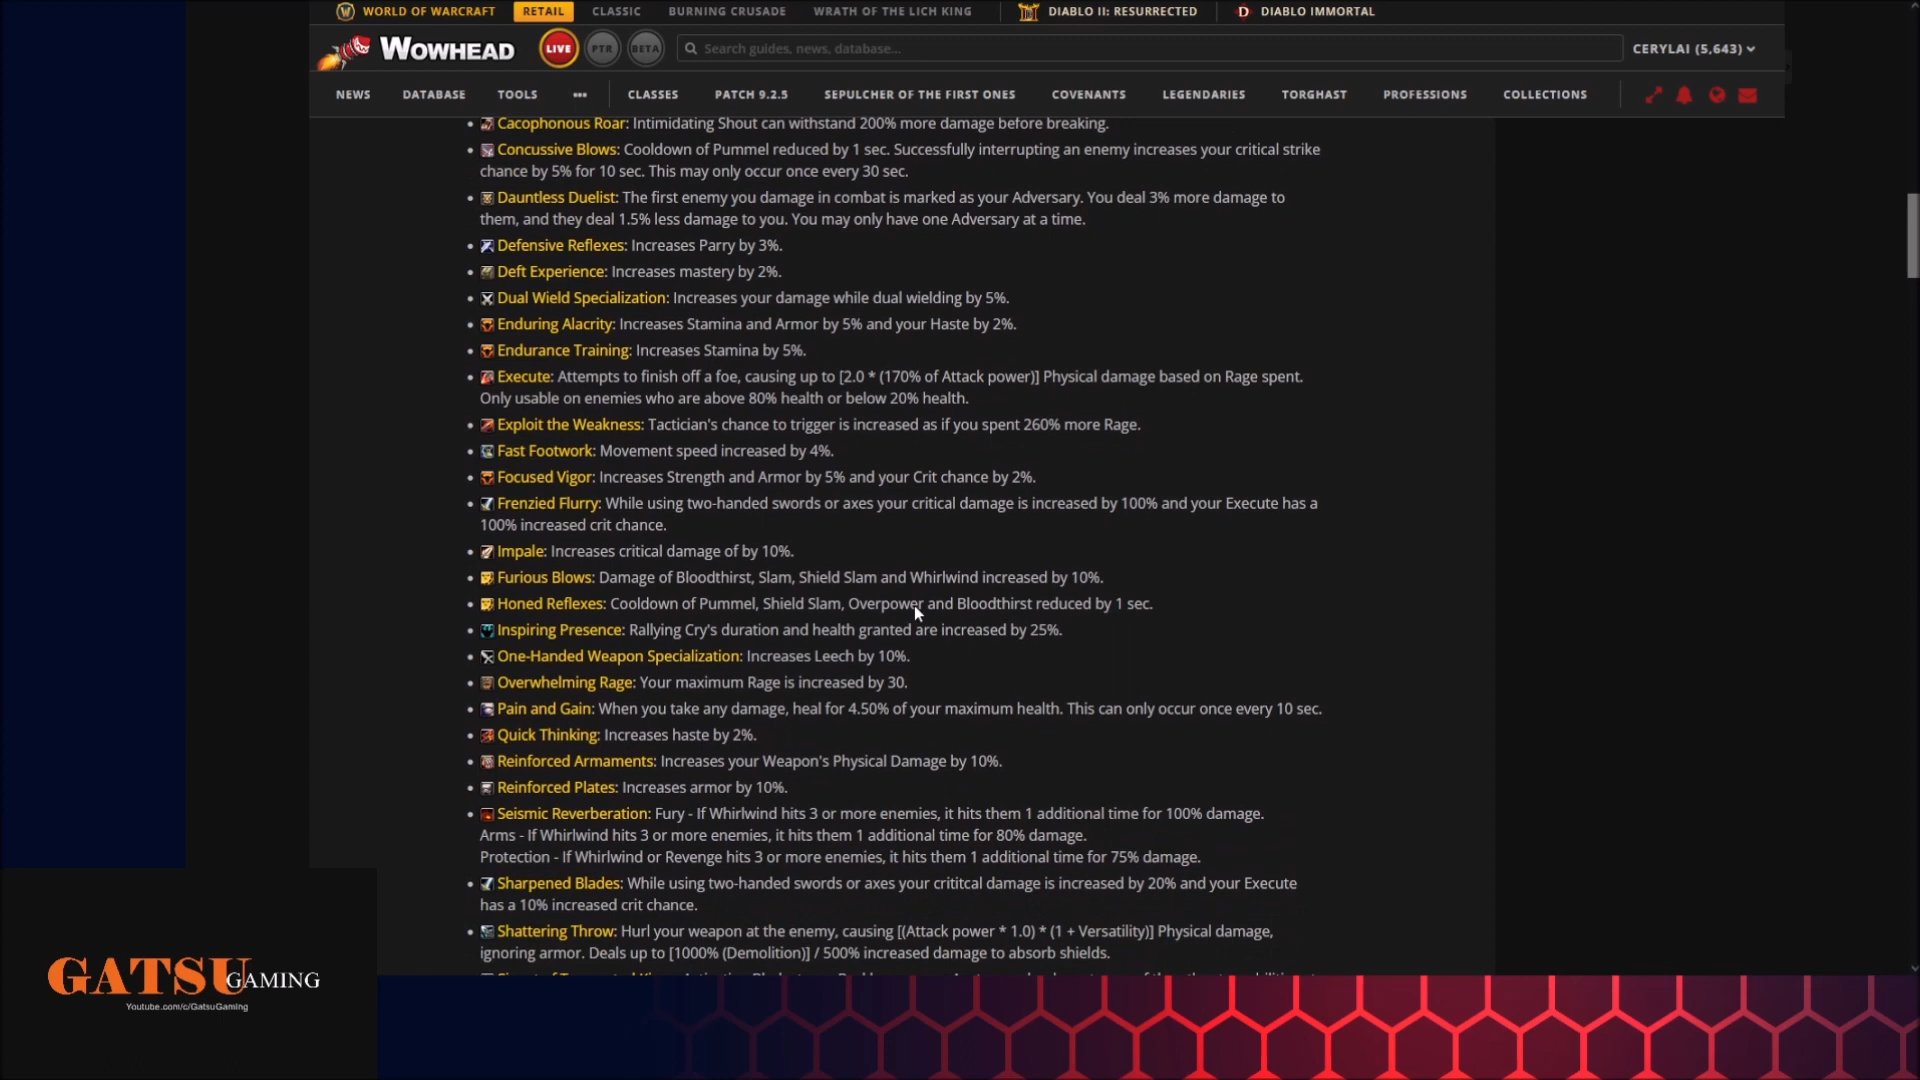 WORLD OF WARCRAFT RETAIL CLASSIC BURNING CRUSADE WRATH OF THE LICH KING DIABLO II: RESURRECTED DIABLO IMMORTAL
WOWHEAD LIVE PTR BETA Search guides, news, database... CERYLAI (5,643)
NEWS DATABASE TOOLS ••• CLASSES PATCH 9.2.5 SEPULCHER OF THE FIRST ONES COVENANTS LEGENDARIES TORGHAST PROFESSIONS COLLECTIONS
• Cacophonous Roar: Intimidating Shout can withstand 200% more damage before breaking.
• Concussive Blows: Cooldown of Pummel reduced by 1 sec. Successfully interrupting an enemy increases your critical strike
chance by 5% for 10 sec. This may only occur once every 30 sec.
• Dauntless Duelist: The first enemy you damage in combat is marked as your Adversary. You deal 3% more damage to
them, and they deal 1.5% less damage to you. You may only have one Adversary at a time.
• Defensive Reflexes: Increases Parry by 3%.
• Deft Experience: Increases mastery by 2%.
• Dual Wield Specialization: Increases your damage while dual wielding by 5%.
• Enduring Alacrity: Increases Stamina and Armor by 5% and your Haste by 2%.
• Endurance Training: Increases Stamina by 5%.
• Execute: Attempts to finish off a foe, causing up to [2.0 * (170% of Attack power)] Physical damage based on Rage spent.
Only usable on enemies who are above 80% health or below 20% health.
• Exploit the Weakness: Tactician's chance to trigger is increased as if you spent 260% more Rage.
• Fast Footwork: Movement speed increased by 4%.
• Focused Vigor: Increases Strength and Armor by 5% and your Crit chance by 2%.
• Frenzied Flurry: While using two-handed swords or axes your critical damage is increased by 100% and your Execute has a
100% increased crit chance.
• Impale: Increases critical damage of by 10%.
• Furious Blows: Damage of Bloodthirst, Slam, Shield Slam and Whirlwind increased by 10%.
• Honed Reflexes: Cooldown of Pummel, Shield Slam, Overpower and Bloodthirst reduced by 1 sec.
• Inspiring Presence: Rallying Cry's duration and health granted are increased by 25%.
• One-Handed Weapon Specialization: Increases Leech by 10%.
• Overwhelming Rage: Your maximum Rage is increased by 30.
• Pain and Gain: When you take any damage, heal for 4.50% of your maximum health. This can only occur once every 10 sec.
• Quick Thinking: Increases haste by 2%.
• Reinforced Armaments: Increases your Weapon's Physical Damage by 10%.
• Reinforced Plates: Increases armor by 10%.
• Seismic Reverberation: Fury - If Whirlwind hits 3 or more enemies, it hits them 1 additional time for 100% damage.
Arms - If Whirlwind hits 3 or more enemies, it hits them 1 additional time for 80% damage.
Protection - If Whirlwind or Revenge hits 3 or more enemies, it hits them 1 additional time for 75% damage.
• Sharpened Blades: While using two-handed swords or axes your crititcal damage is increased by 20% and your Execute
has a 10% increased crit chance.
• Shattering Throw: Hurl your weapon at the enemy, causing [(Attack power * 1.0) * (1 + Versatility)] Physical damage,
ignoring armor. Deals up to [1000% (Demolition)] / 500% increased damage to absorb shields.
GATSU GAMING
Youtube.com/c/GatsuGaming